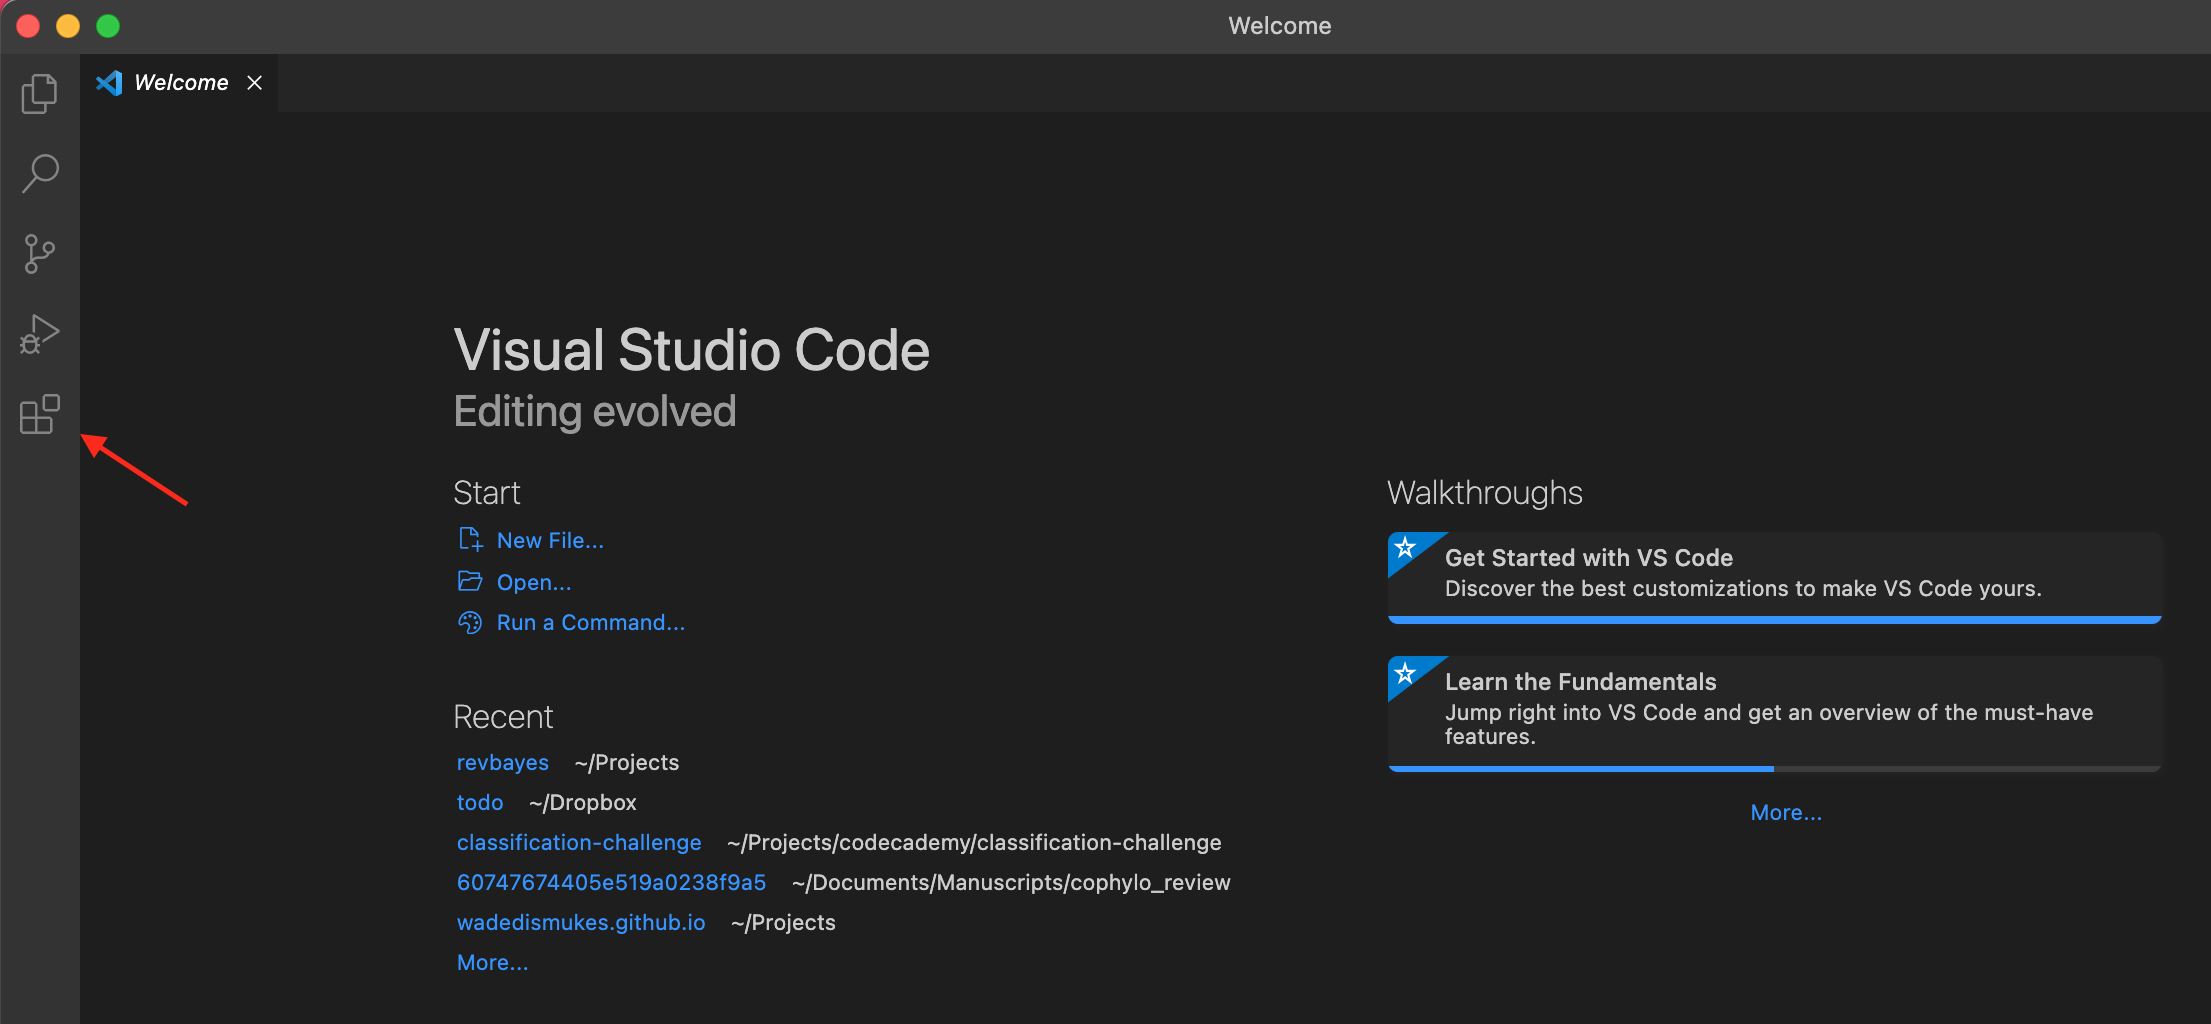 Welcome
Welcome
Visual Studio Code
Editing evolved
Start
New File...
Open...
Run a Command...
Recent
revbayes ~/Projects
todo ~/Dropbox
classification-challenge ~/Projects/codecademy/classification-challenge
60747674405e519a0238f9a5 ~/Documents/Manuscripts/cophylo_review
wadedismukes.github.io ~/Projects
More...
Walkthroughs
Get Started with VS Code
Discover the best customizations to make VS Code yours.
Learn the Fundamentals
Jump right into VS Code and get an overview of the must-have
features.
More...